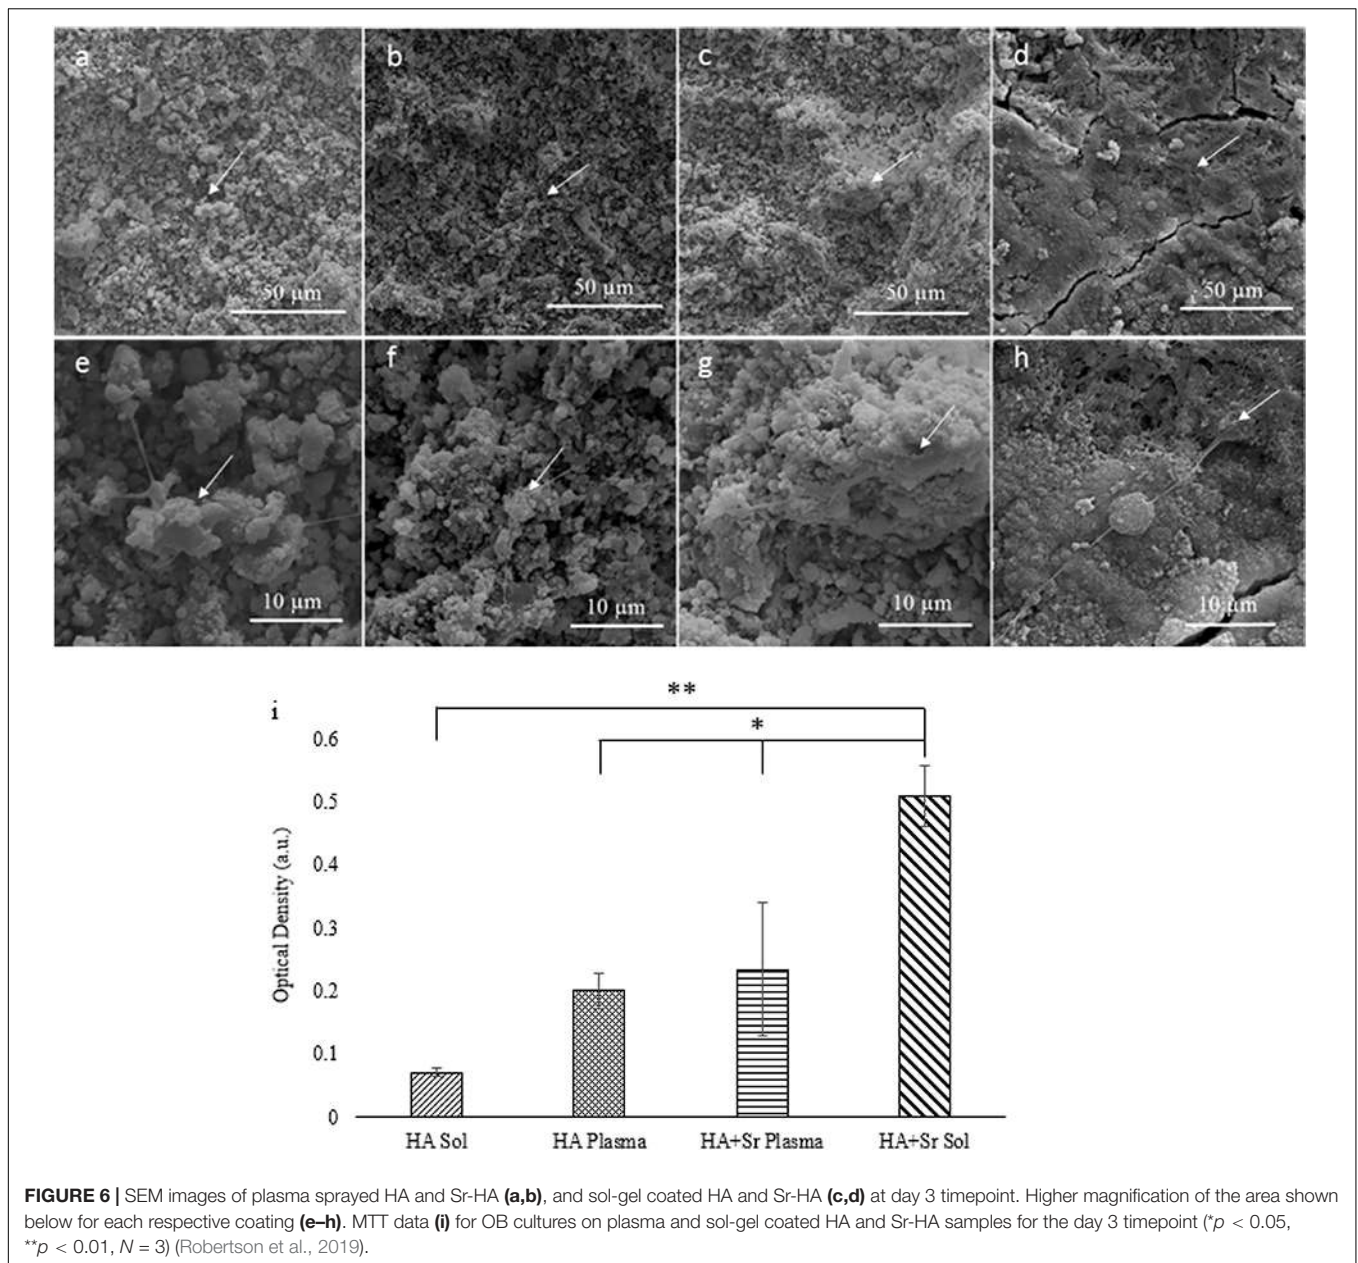 a
b
c
d
50 µm
50 µm
50 µm
50 µm
e
f
g
h
10 µm
10 µm
10 µm
10 µm
i
**
*
0.6
0.5
0.4
0.3
0.2
0.1
0
Optical Density (a.u.)
HA Sol
HA Plasma
HA+Sr Plasma
HA+Sr Sol
FIGURE 6 | SEM images of plasma sprayed HA and Sr-HA (a,b), and sol-gel coated HA and Sr-HA (c,d) at day 3 timepoint. Higher magnification of the area shown
below for each respective coating (e–h). MTT data (i) for OB cultures on plasma and sol-gel coated HA and Sr-HA samples for the day 3 timepoint (*p < 0.05,
**p < 0.01, N = 3) (Robertson et al., 2019).